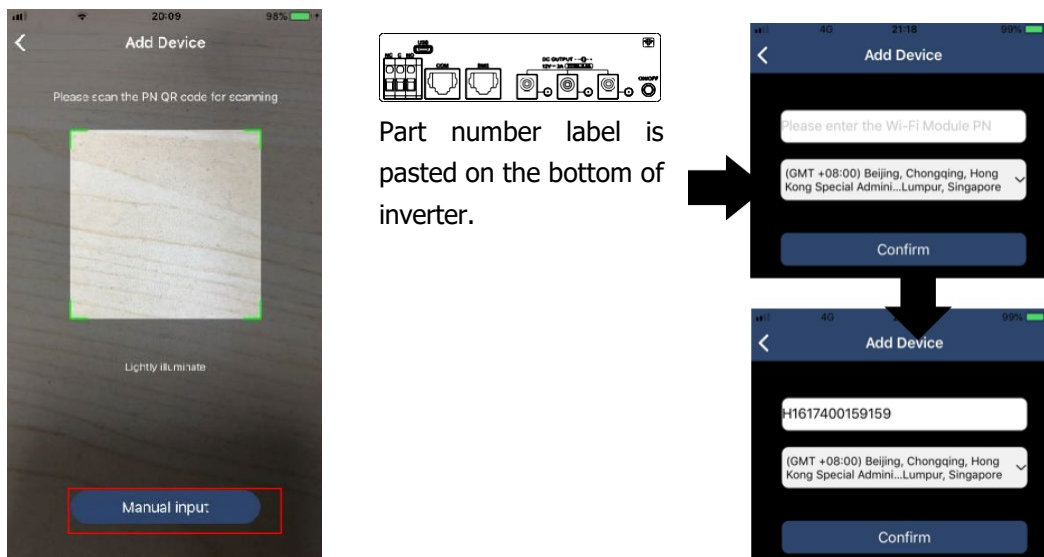 20:09
98%
Add Device
Please scan the PN QR code for scanning
Lightly illuminate
Manual input
USB
NC C NO
COM
BMS
DC OUTPUT
ON/OFF
Part number label is
pasted on the bottom of
inverter.
4G
21:18
99%
Add Device
Please enter the Wi-Fi Module PN
(GMT +08:00) Beijing, Chongqing, Hong
Kong Special Admini...Lumpur, Singapore
Confirm
4G
99%
Add Device
H1617400159159
(GMT +08:00) Beijing, Chongqing, Hong
Kong Special Admini...Lumpur, Singapore
Confirm